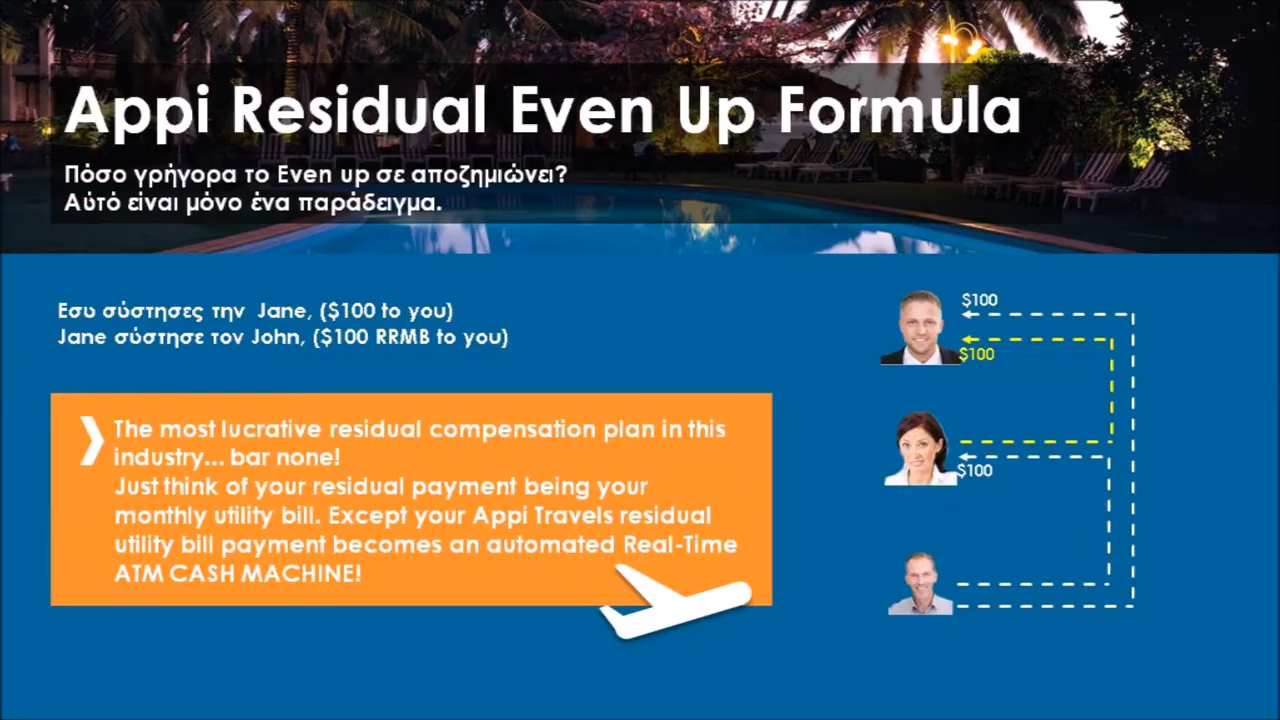 Appi Residual Even Up Formula
Πόσο γρήγορα το Even up σε αποζημιώνει?
Αύτό είναι μόνο ένα παράδειγμα.
Εσυ σύστησες την Jane, ($100 to you)
Jane σύστησε τον John, ($100 RRMB to you)
The most lucrative residual compensation plan in this
industry... bar none!
Just think of your residual payment being your
monthly utility bill. Except your Appi Travels residual
utility bill payment becomes an automated Real-Time
ATM CASH MACHINE!
$100
$100
$100